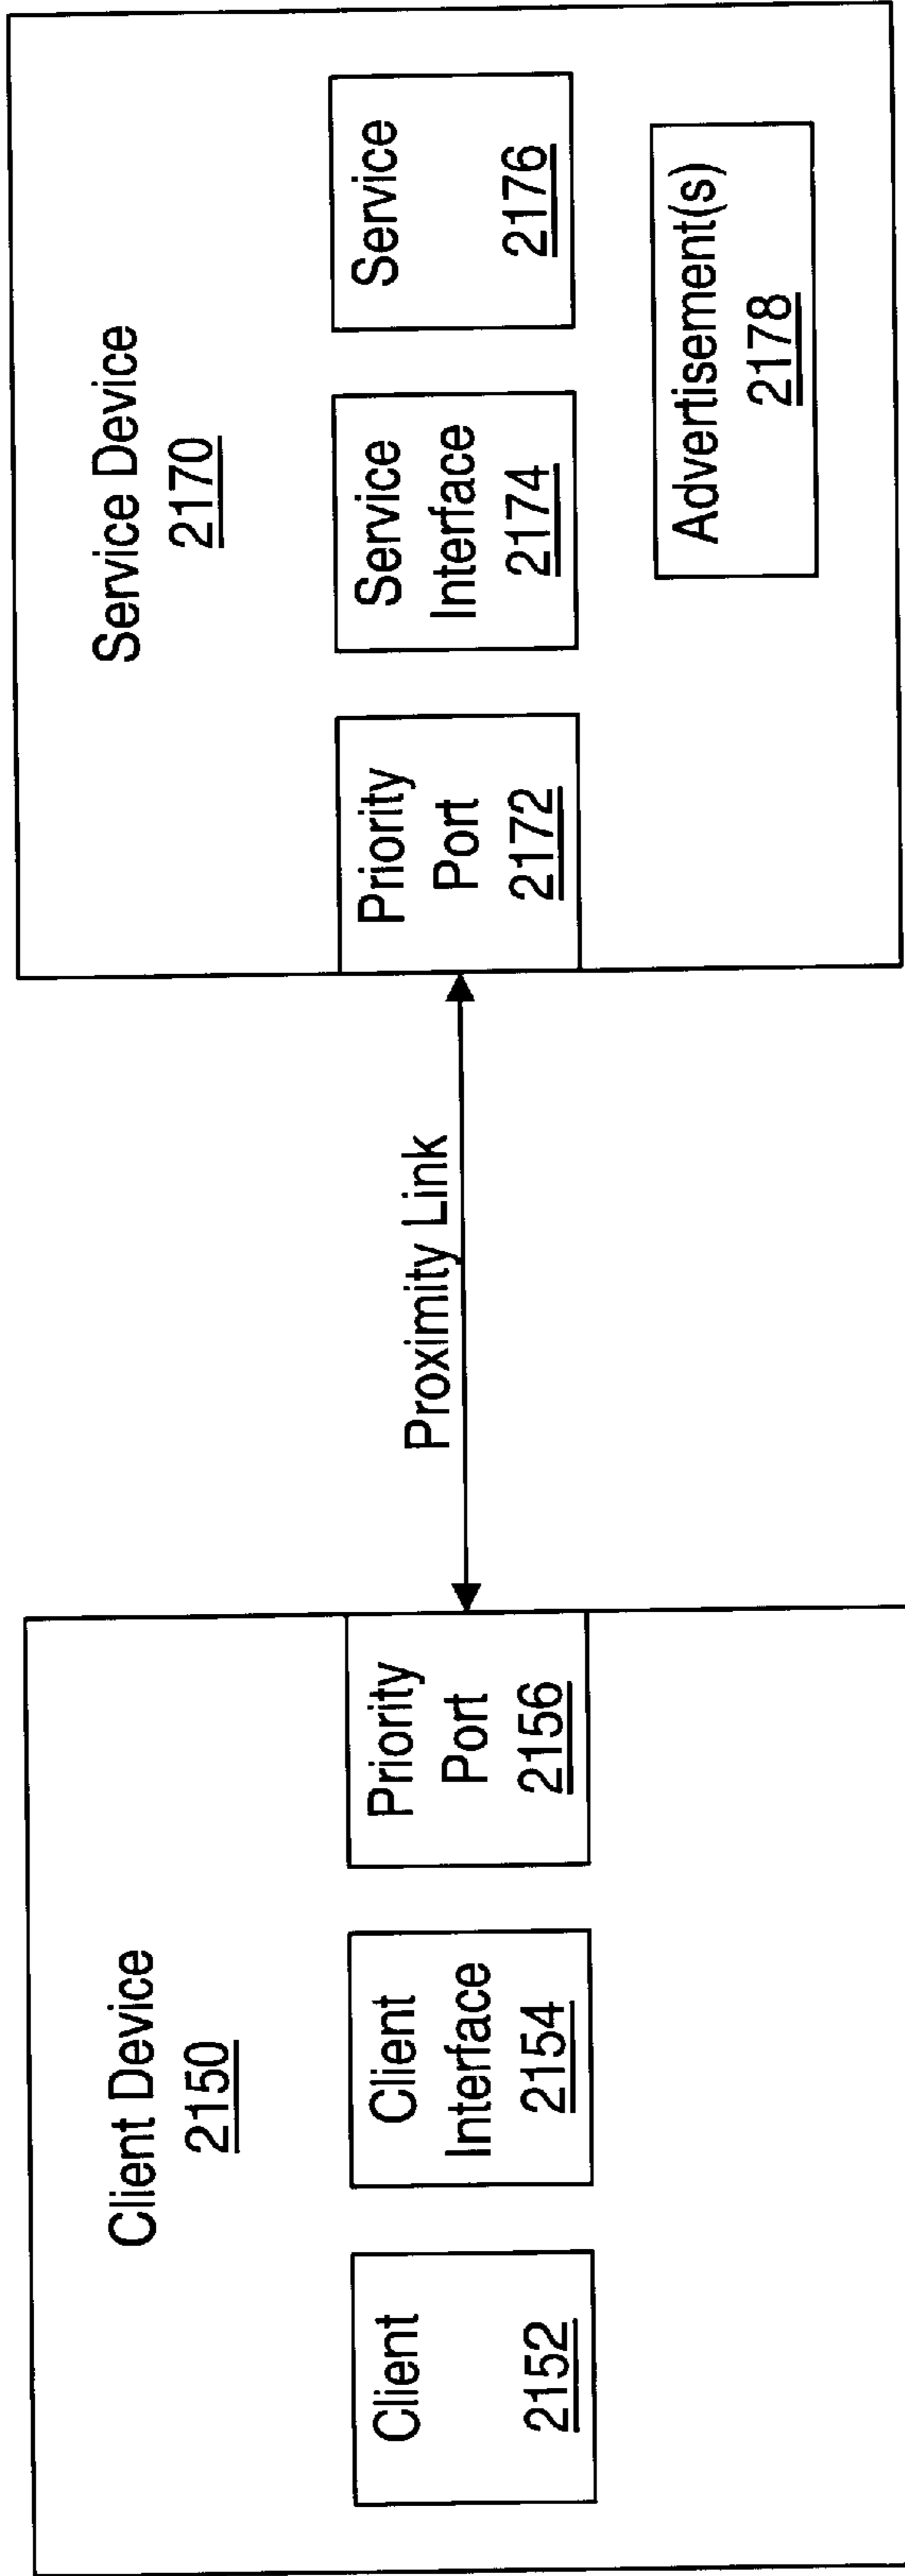 Client Device
2150
Client
2152
Client
Interface
2154
Priority
Port
2156
Proximity Link
Service Device
2170
Priority
Port
2172
Service
Interface
2174
Service
2176
Advertisement(s)
2178